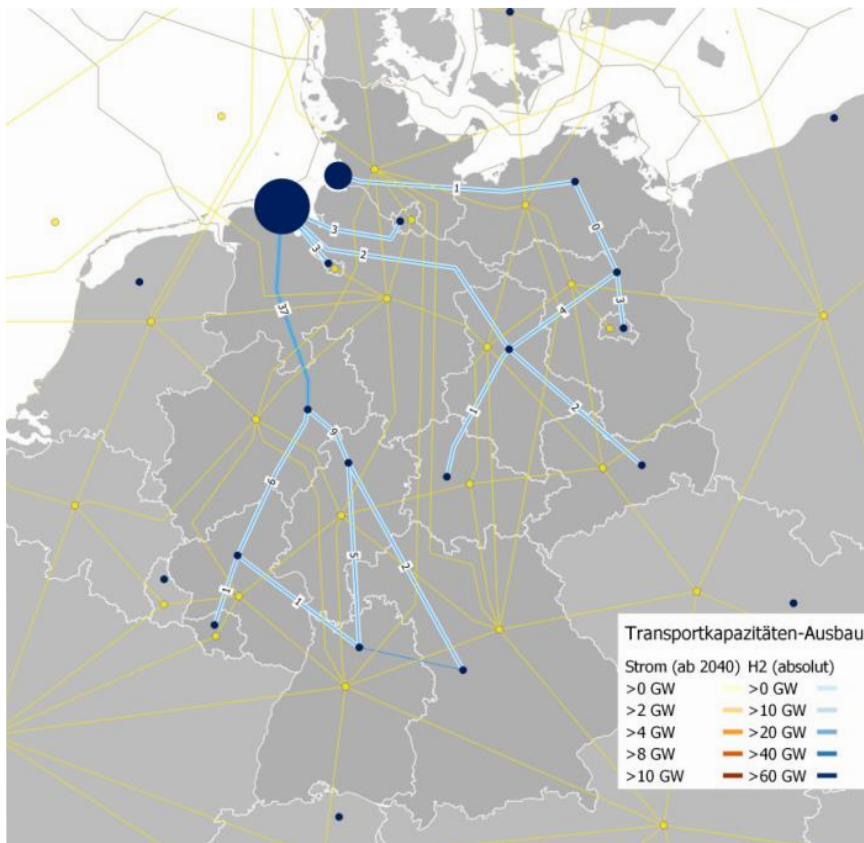 1
0
3
3
2
3
4
37
1
2
9
9
5
2
1
1
Transportkapazitäten-Ausbau
Strom (ab 2040) H2 (absolut)
>0 GW >0 GW
>2 GW >10 GW
>4 GW >20 GW
>8 GW >40 GW
>10 GW >60 GW